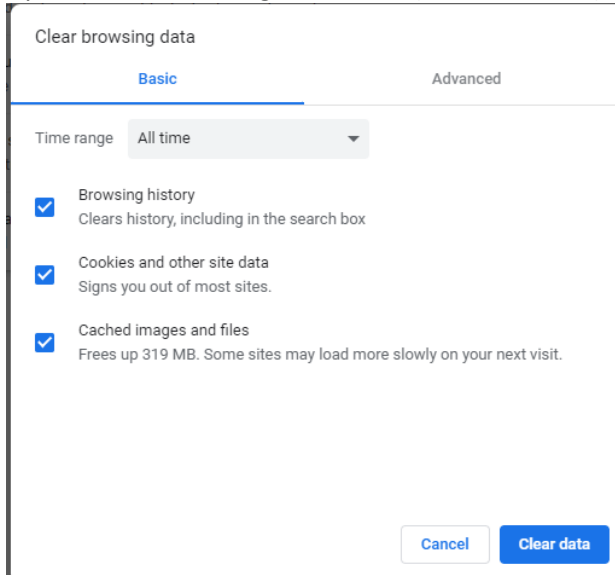 Clear browsing data
Basic
Advanced
Time range
All time
Browsing history
Clears history, including in the search box
Cookies and other site data
Signs you out of most sites.
Cached images and files
Frees up 319 MB. Some sites may load more slowly on your next visit.
Cancel
Clear data